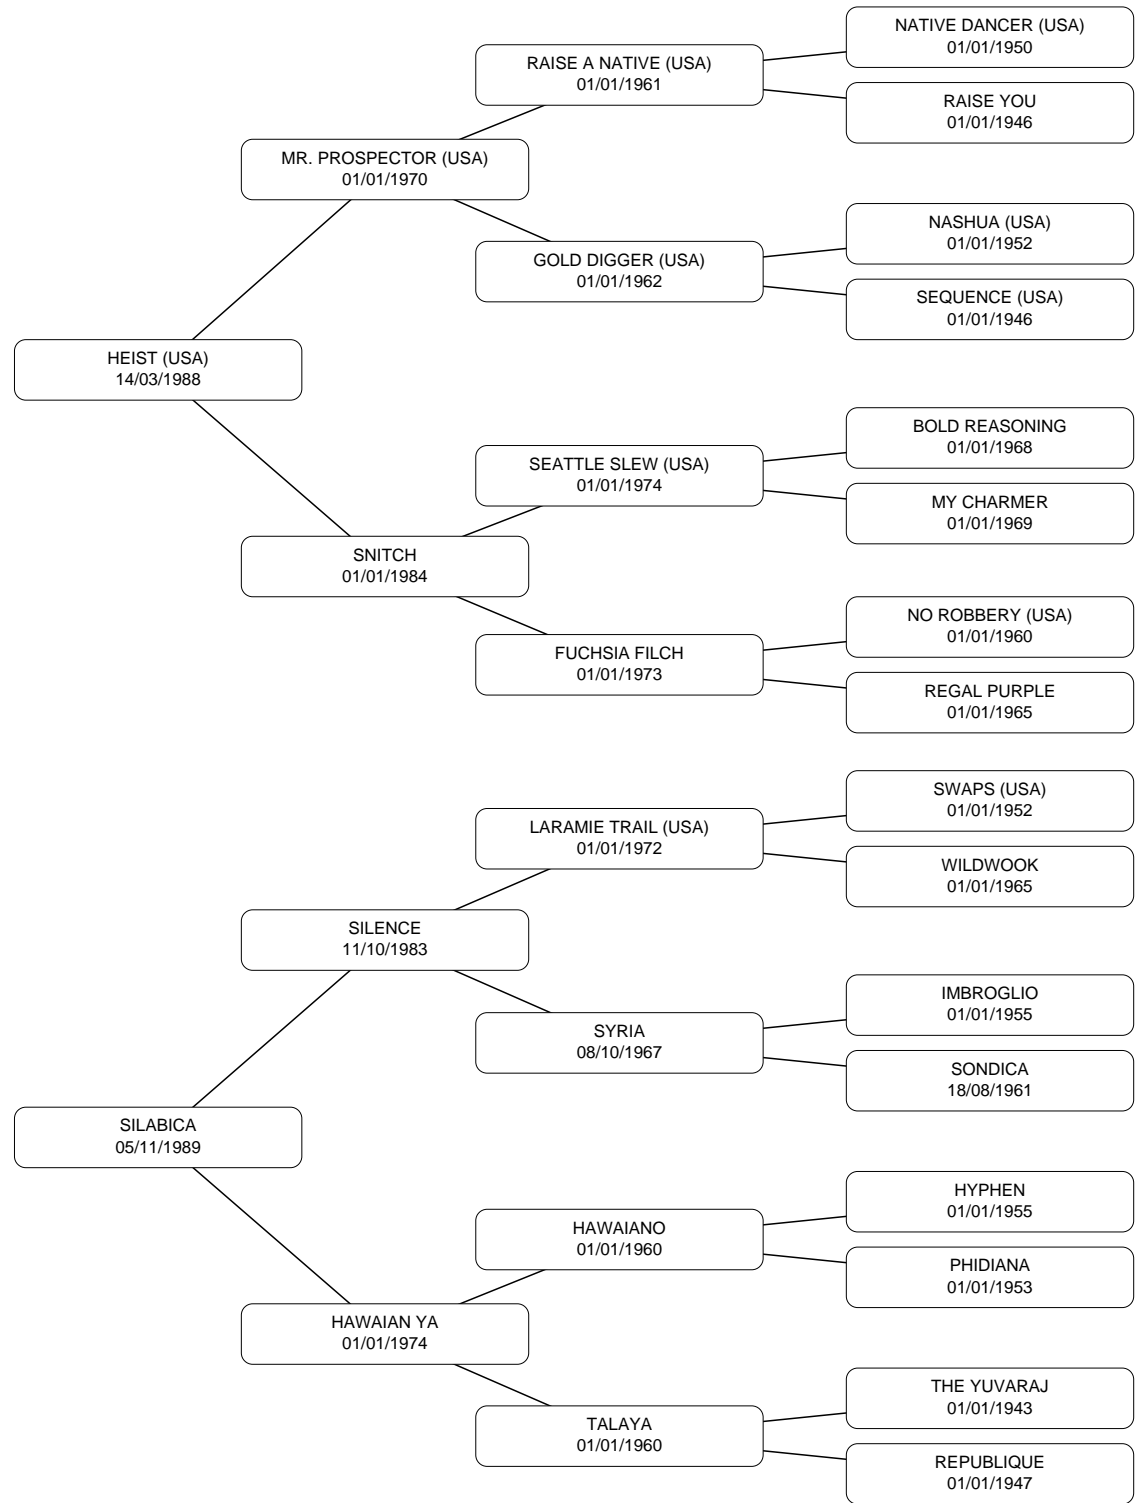 NATIVE DANCER (USA)
01/01/1950
RAISE A NATIVE (USA)
01/01/1961
RAISE YOU
01/01/1946
MR. PROSPECTOR (USA)
01/01/1970
NASHUA (USA)
01/01/1952
GOLD DIGGER (USA)
01/01/1962
SEQUENCE (USA)
01/01/1946
HEIST (USA)
14/03/1988
BOLD REASONING
01/01/1968
SEATTLE SLEW (USA)
01/01/1974
MY CHARMER
01/01/1969
SNITCH
01/01/1984
NO ROBBERY (USA)
01/01/1960
FUCHSIA FILCH
01/01/1973
REGAL PURPLE
01/01/1965
SWAPS (USA)
01/01/1952
LARAMIE TRAIL (USA)
01/01/1972
WILDWOOK
01/01/1965
SILENCE
11/10/1983
IMBROGLIO
01/01/1955
SYRIA
08/10/1967
SONDICA
18/08/1961
SILABICA
05/11/1989
HYPHEN
01/01/1955
HAWAIANO
01/01/1960
PHIDIANA
01/01/1953
HAWAIAN YA
01/01/1974
THE YUVARAJ
01/01/1943
TALAYA
01/01/1960
REPUBLIQUE
01/01/1947